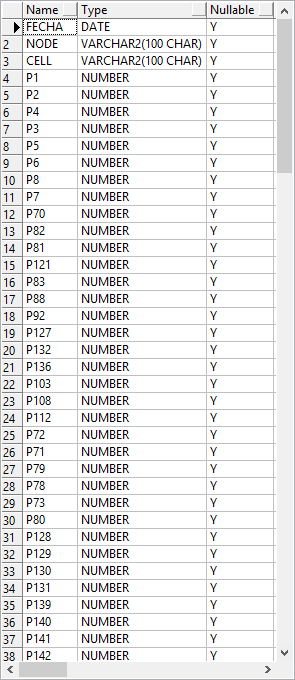 Name Type Nullable
FECHA DATE Y
2 NODE VARCHAR2(100 CHAR) Y
3 CELL VARCHAR2(100 CHAR) Y
4 P1 NUMBER Y
5 P2 NUMBER Y
6 P4 NUMBER Y
7 P3 NUMBER Y
8 P5 NUMBER Y
9 P6 NUMBER Y
10 P8 NUMBER Y
11 P7 NUMBER Y
12 P70 NUMBER Y
13 P82 NUMBER Y
14 P81 NUMBER Y
15 P121 NUMBER Y
16 P83 NUMBER Y
17 P88 NUMBER Y
18 P92 NUMBER Y
19 P127 NUMBER Y
20 P132 NUMBER Y
21 P136 NUMBER Y
22 P103 NUMBER Y
23 P108 NUMBER Y
24 P112 NUMBER Y
25 P72 NUMBER Y
26 P71 NUMBER Y
27 P79 NUMBER Y
28 P78 NUMBER Y
29 P73 NUMBER Y
30 P80 NUMBER Y
31 P128 NUMBER Y
32 P129 NUMBER Y
33 P130 NUMBER Y
34 P131 NUMBER Y
35 P139 NUMBER Y
36 P140 NUMBER Y
37 P141 NUMBER Y
38 P142 NUMBER Y